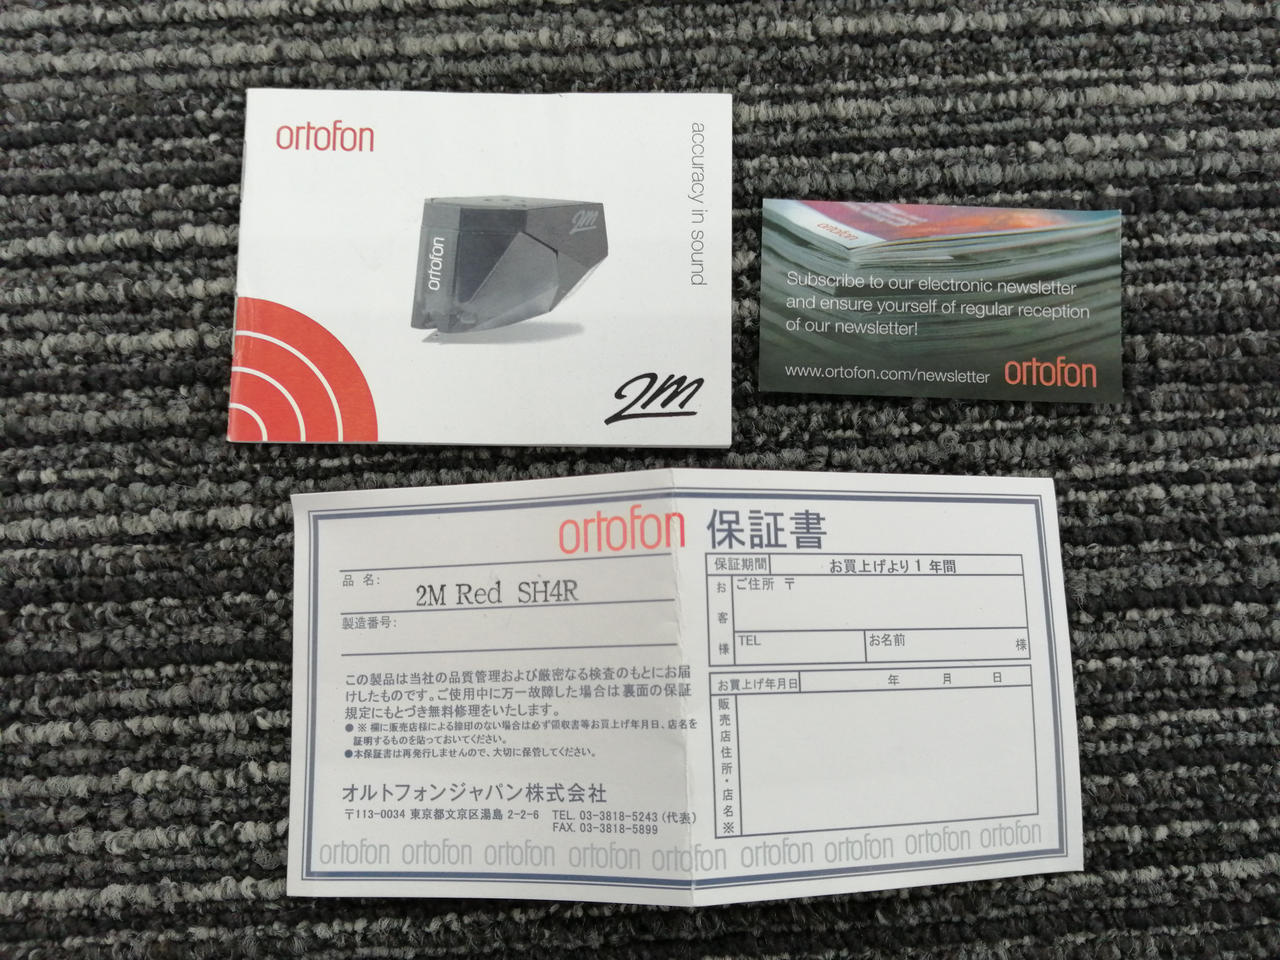 ortofon
accuracy in sound
2M
ortofon
2M
ortofon
Subscribe to our electronic newsletter
and ensure yourself of regular reception
of our newsletter!
www.ortofon.com/newsletter
ortofon
ortofon
品名:
2M Red SH4R
製造番号:
この製品は当社の品質管理および厳密なる検査のもとにお届
けしたものです。ご使用中に万一故障した場合は裏面の保証
規定にもとづき無料修理をいたします。
●※欄に販売店様による捺印のない場合は必ず領収書等お買上げ年月日、店名を
証明するものを貼っておいてください。
●本保証書は再発行しませんので、大切に保管してください。
オルトフォンジャパン株式会社
〒113-0034 東京都文京区湯島 2-2-6 TEL. 03-3818-5243 (代表)
FAX. 03-3818-5899
保証書
保証期間 お買上げより1年間
お客様
ご住所 〒
TEL お名前 様
お買上げ年月日 年 月 日
販売店住所・店名※
ortofon ortofon ortofon ortofon ortofon ortofon ortofon ortofon ortofon